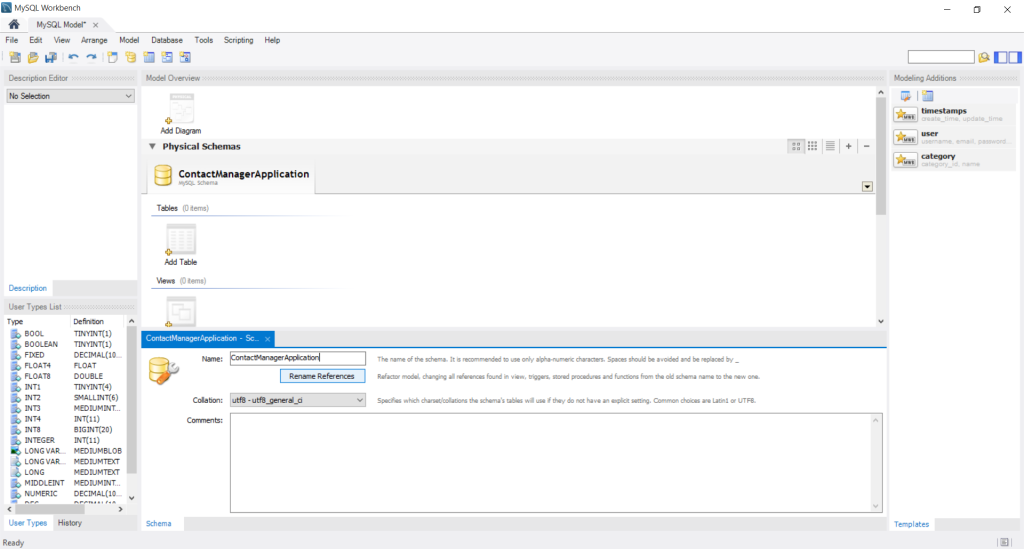 MySQL Workbench
MySQL Model* ×
File Edit View Arrange Model Database Tools Scripting Help
Description Editor
No Selection
Description
User Types List
Type Definition
BOOL TINYINT(1)
BOOLEAN TINYINT(1)
FIXED DECIMAL(10...
FLOAT4 FLOAT
FLOAT8 DOUBLE
INT1 TINYINT(4)
INT2 SMALLINT(6)
INT3 MEDIUMINT...
INT4 INT(11)
INT8 BIGINT(20)
INTEGER INT(11)
LONG VAR... MEDIUMBLOB
LONG VAR... MEDIUMTEXT
LONG MEDIUMTEXT
MIDDLEINT MEDIUMINT...
NUMERIC DECIMAL(10...
User Types History
Model Overview
Add Diagram
Physical Schemas
ContactManagerApplication
MySQL Schema
Tables (0 items)
Add Table
Views (0 items)
ContactManagerApplication - Sc... ×
Name: ContactManagerApplication The name of the schema. It is recommended to use only alpha-numeric characters. Spaces should be avoided and be replaced by _
Rename References Refactor model, changing all references found in view, triggers, stored procedures and functions from the old schema name to the new one.
Collation: utf8 - utf8_general_ci Specifies which charset/collations the schema's tables will use if they do not have an explicit setting. Common choices are Latin1 or UTF8.
Comments:
Schema
Modeling Additions
timestamps
create_time, update_time
user
username, email, password...
category
category_id, name
Templates
Ready